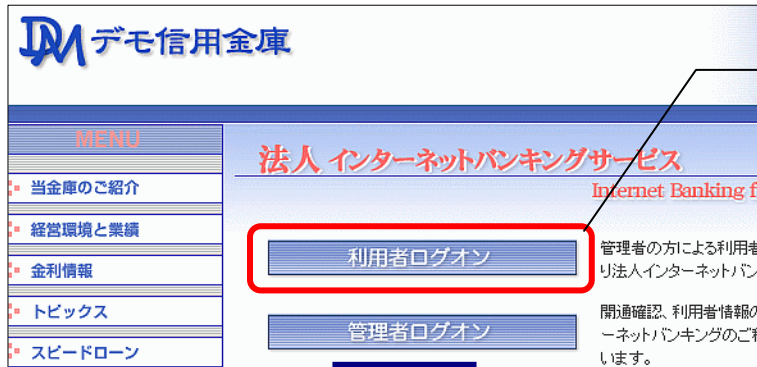 DM デモ信用金庫
MENU
当金庫のご紹介
経営環境と業績
金利情報
トピックス
スピードローン
法人 インターネットバンキングサービス
Internet Banking f
利用者ログオン
管理者の方による利用者
り法人インターネットバン
管理者ログオン
開通確認、利用者情報の
ーネットバンキングのご利
います。